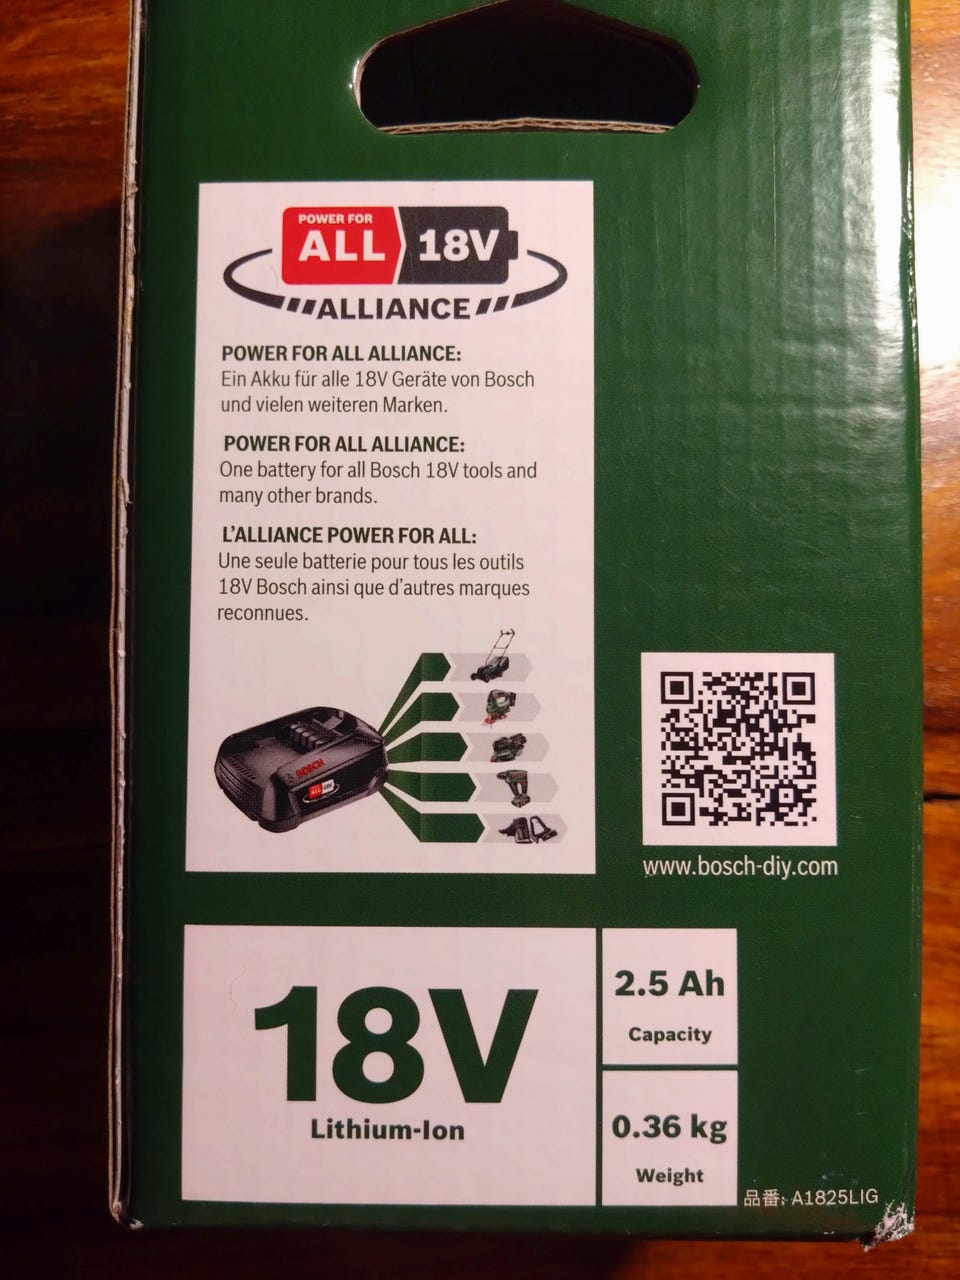 POWER FOR
ALL 18V
ALLIANCE
POWER FOR ALL ALLIANCE:
Ein Akku für alle 18V Geräte von Bosch
und vielen weiteren Marken.
POWER FOR ALL ALLIANCE:
One battery for all Bosch 18V tools and
many other brands.
L'ALLIANCE POWER FOR ALL:
Une seule batterie pour tous les outils
18V Bosch ainsi que d'autres marques
reconnues.
BOSCH
ALL 18V
www.bosch-diy.com
18V
Lithium-Ion
2.5 Ah
Capacity
0.36 kg
Weight
品番: A1825LIG